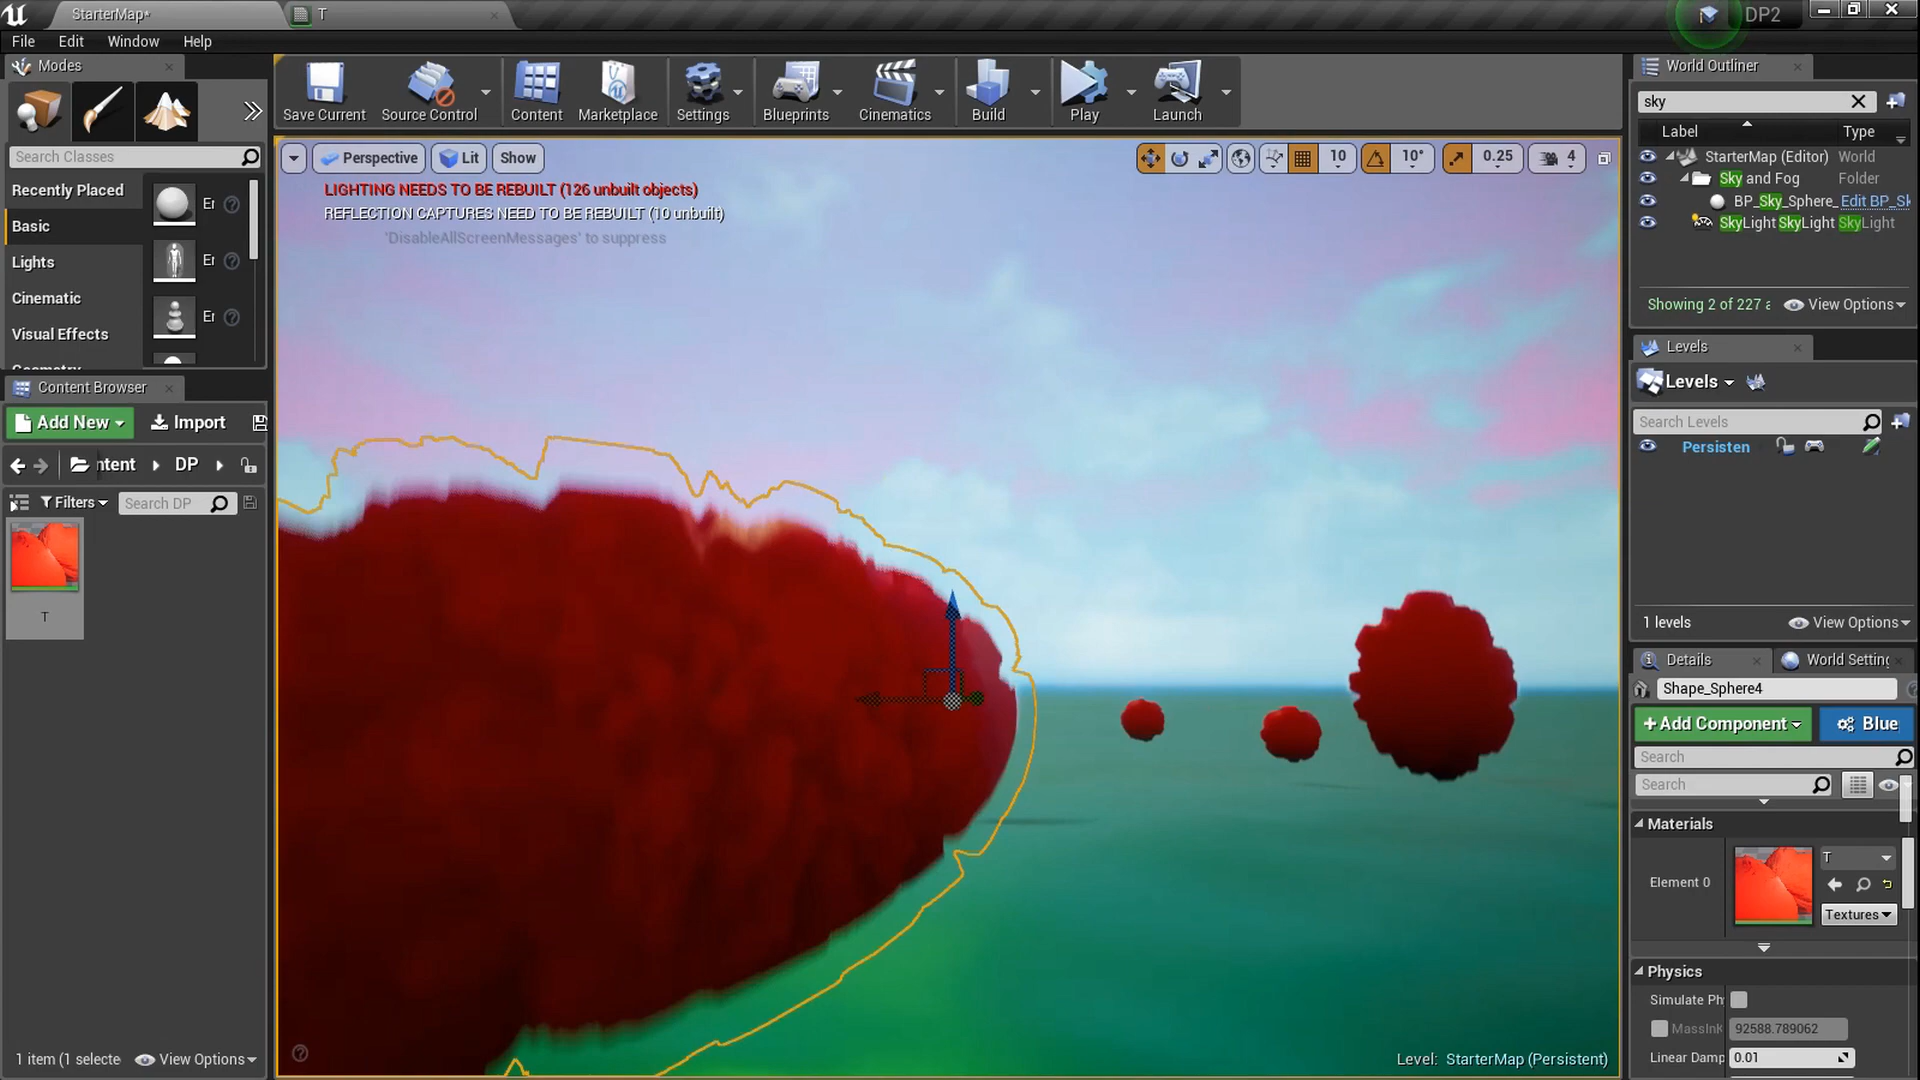 StarterMap*
T
DP2
File Edit Window Help
Modes
Search Classes
Recently Placed
Basic
Lights
Cinematic
Visual Effects
Er
Er
Er
Save Current
Source Control
Content
Marketplace
Settings
Blueprints
Cinematics
Build
Play
Launch
Perspective
Lit
Show
10
10°
0.25
4
LIGHTING NEEDS TO BE REBUILT (126 unbuilt objects)
REFLECTION CAPTURES NEED TO BE REBUILT (10 unbuilt)
'DisableAllScreenMessages' to suppress
Level: StarterMap (Persistent)
Content Browser
Add New
Import
ntent
DP
Filters
Search DP
T
1 item (1 selecte
View Options
World Outliner
sky
Label
Type
StarterMap (Editor) World
Sky and Fog Folder
BP_Sky_Sphere_ Edit BP_Sk
SkyLight SkyLight SkyLight
Showing 2 of 227 a
View Options
Levels
Levels
Search Levels
Persisten
1 levels
View Options
Details
World Setting
Shape_Sphere4
+Add Component
Blue
Search
Search
Materials
Element 0
T
Textures
Physics
Simulate Ph
MassInK 92588.789062
Linear Damp 0.01